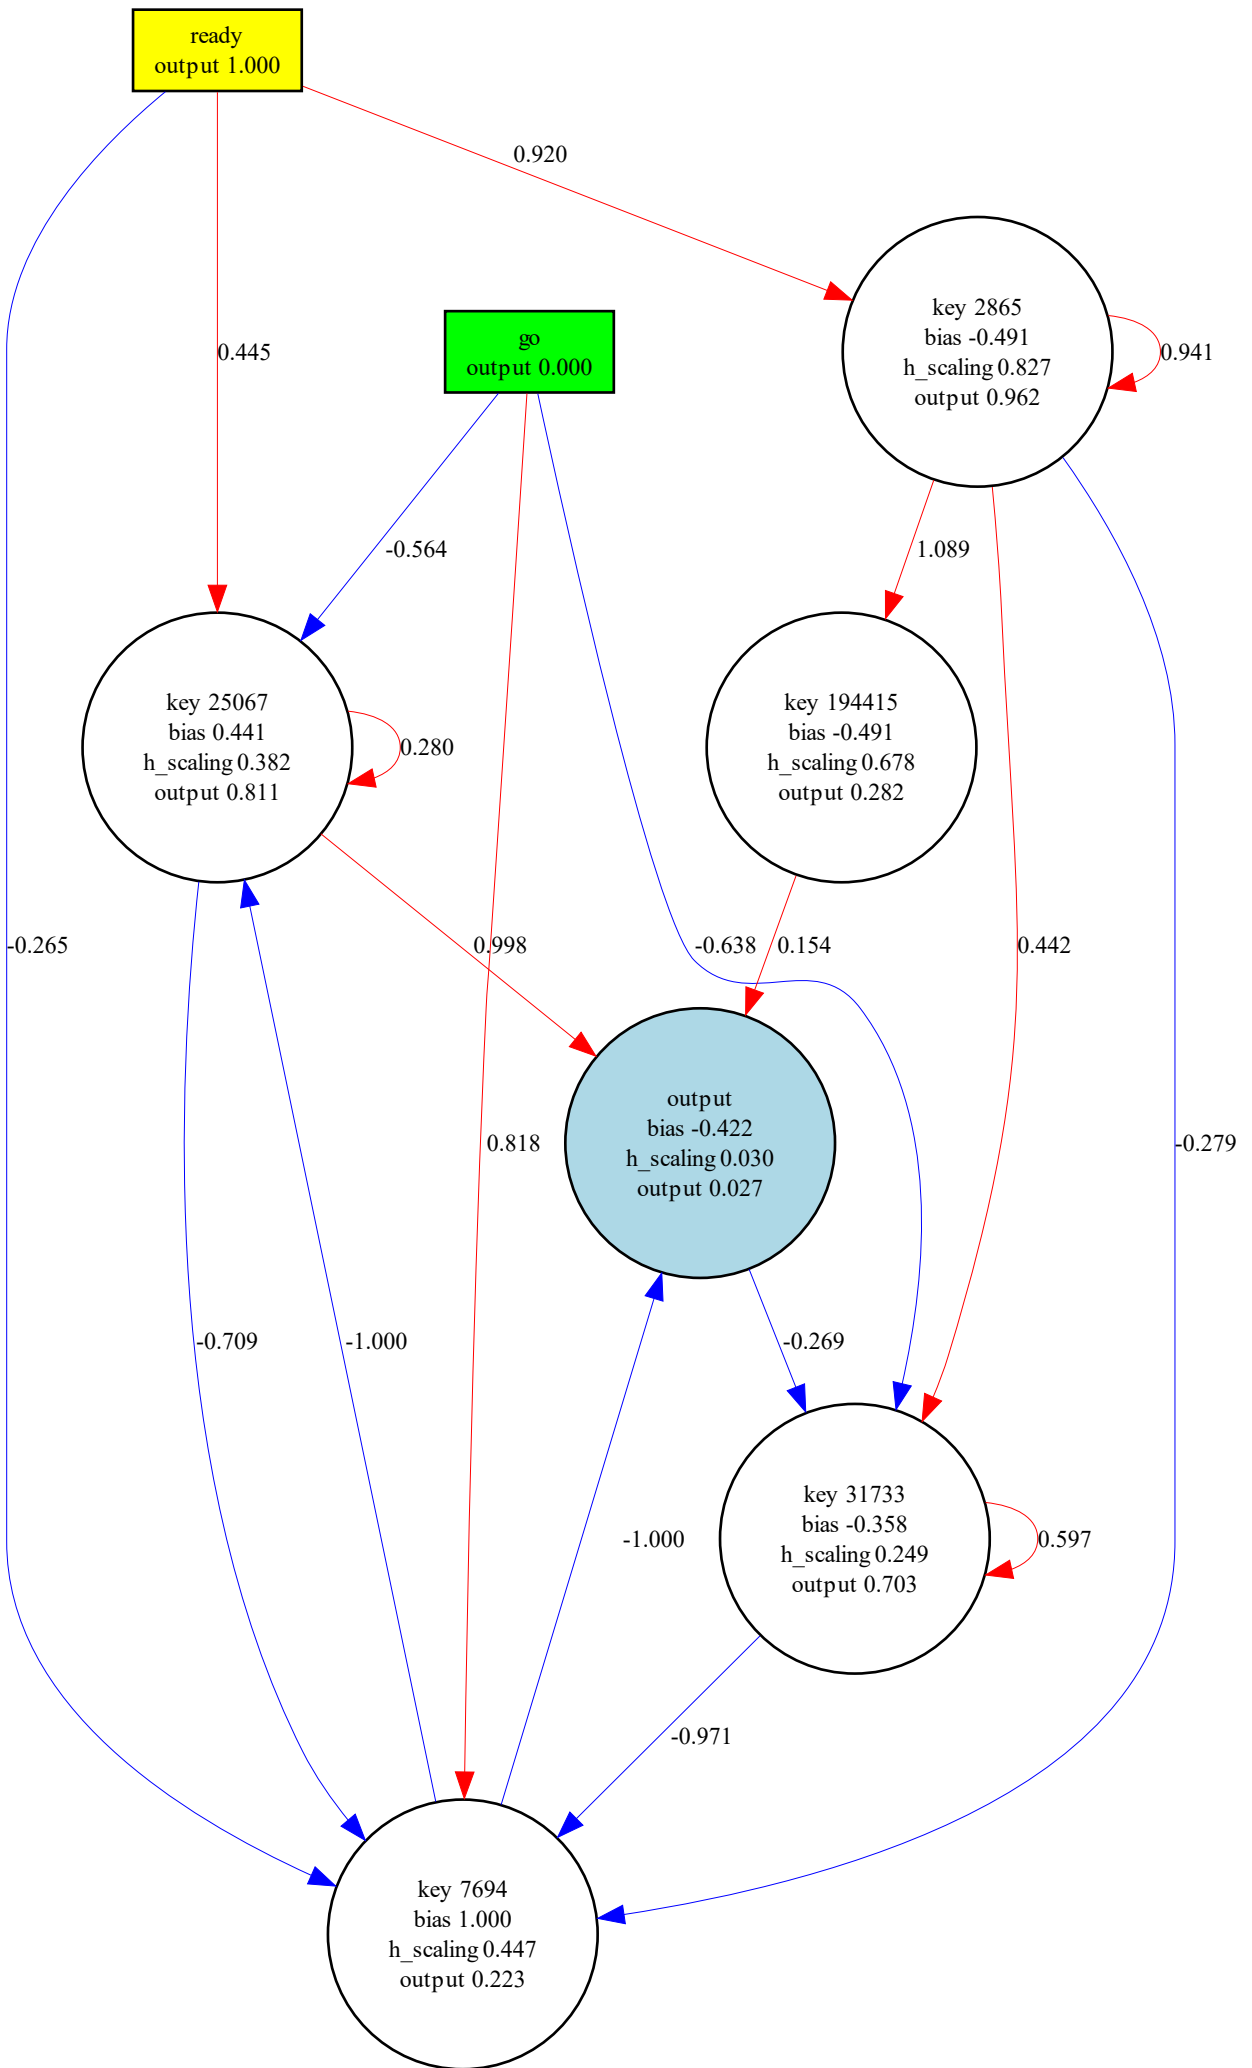 ready
output 1.000
0.920
go
output 0.000
0.445
key 2865
bias -0.491
h_scaling 0.827
output 0.962
0.941
-0.564
1.089
key 25067
bias 0.441
h_scaling 0.382
output 0.811
0.280
key 194415
bias -0.491
h_scaling 0.678
output 0.282
-0.265
0.998
-0.638
0.154
0.442
output
bias -0.422
h_scaling 0.030
output 0.027
0.818
-0.279
-0.709
-1.000
-0.269
-1.000
key 31733
bias -0.358
h_scaling 0.249
output 0.703
0.597
-0.971
key 7694
bias 1.000
h_scaling 0.447
output 0.223